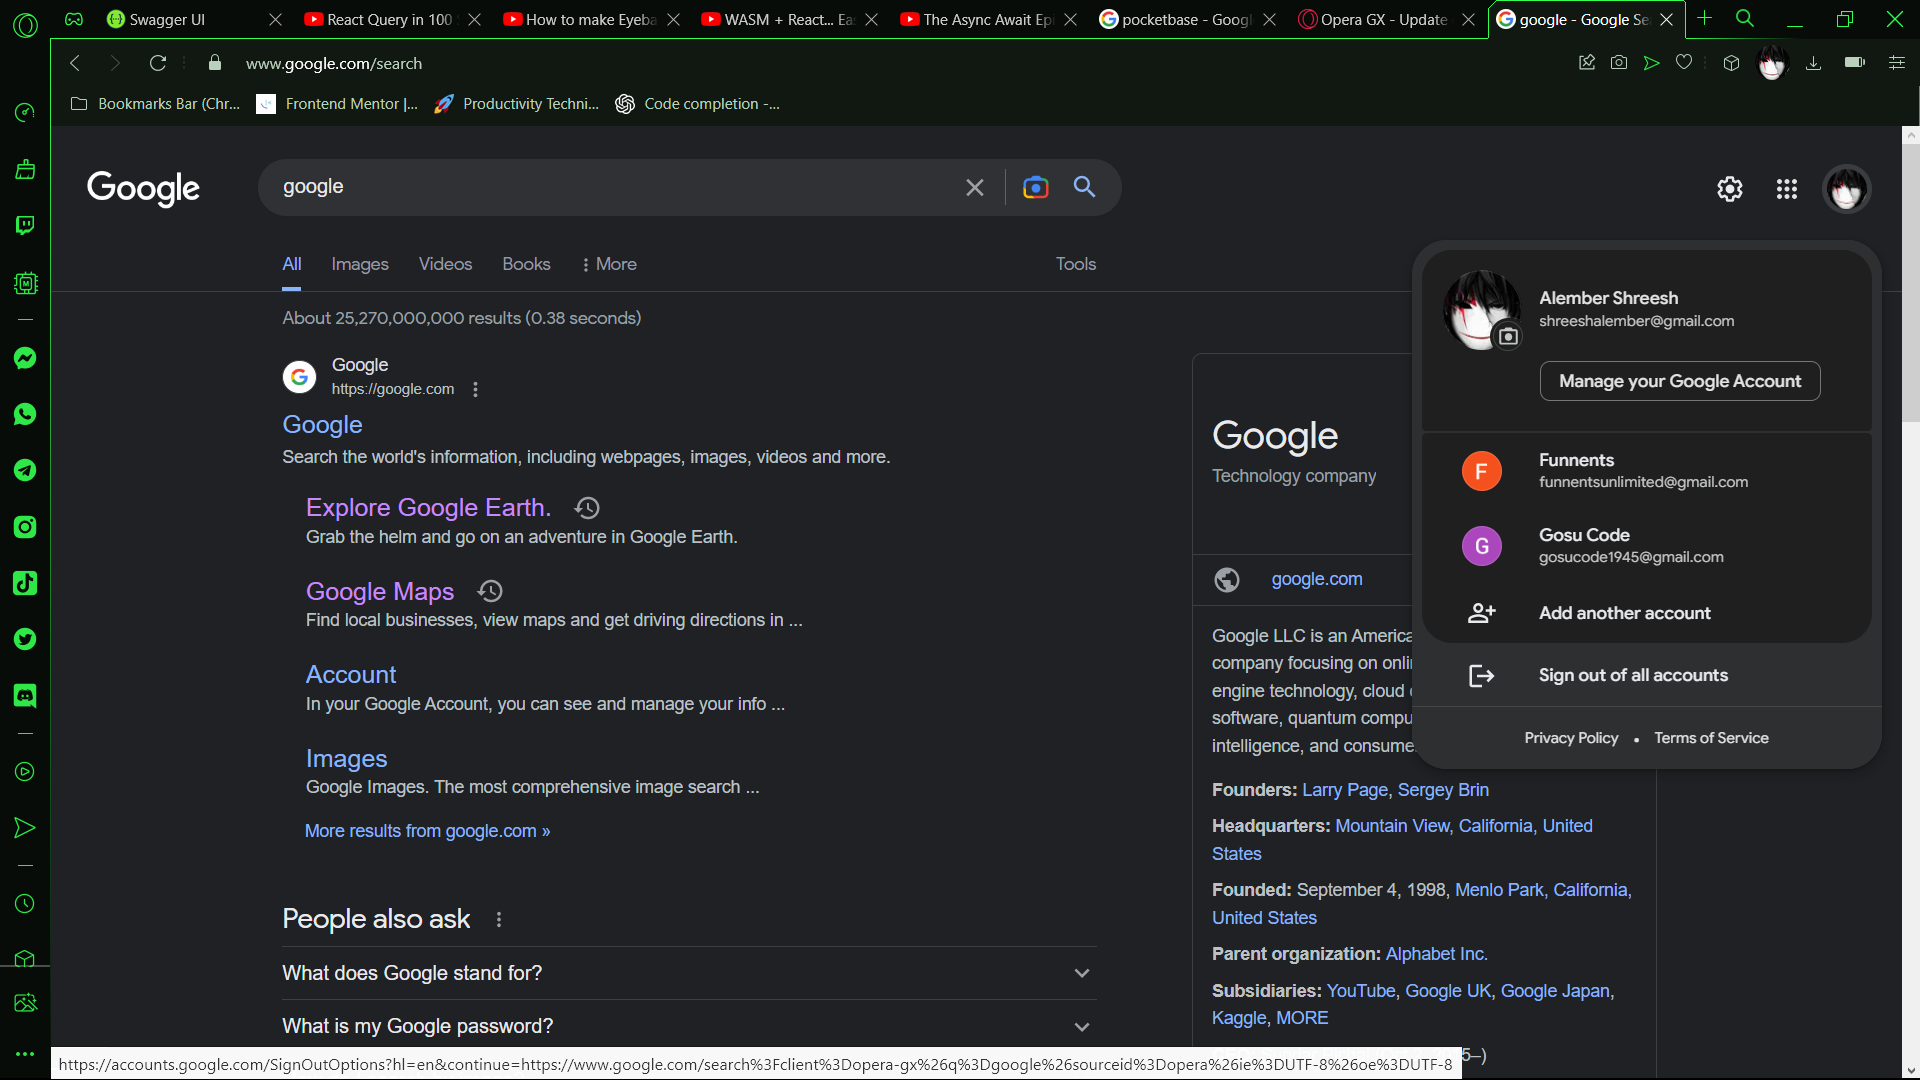 Swagger UI
React Query in 100
How to make Eyeba
WASM + React... Eas
The Async Await Epi
pocketbase - Googl
Opera GX - Update
google - Google Se
www.google.com/search
Bookmarks Bar (Chr...
Frontend Mentor |...
Productivity Techni...
Code completion -...
Google
google
All
Images
Videos
Books
More
Tools
About 25,270,000,000 results (0.38 seconds)
Google
https://google.com
Google
Search the world's information, including webpages, images, videos and more.
Explore Google Earth.
Grab the helm and go on an adventure in Google Earth.
Google Maps
Find local businesses, view maps and get driving directions in ...
Account
In your Google Account, you can see and manage your info ...
Images
Google Images. The most comprehensive image search ...
More results from google.com »
People also ask
What does Google stand for?
What is my Google password?
Google
Technology company
google.com
Google LLC is an America
company focusing on onli
engine technology, cloud
software, quantum compu
intelligence, and consume
Founders: Larry Page, Sergey Brin
Headquarters: Mountain View, California, United
States
Founded: September 4, 1998, Menlo Park, California,
United States
Parent organization: Alphabet Inc.
Subsidiaries: YouTube, Google UK, Google Japan,
Kaggle, MORE
5–)
Alember Shreesh
shreeshalember@gmail.com
Manage your Google Account
F
Funnents
funnentsunlimited@gmail.com
G
Gosu Code
gosucode1945@gmail.com
Add another account
Sign out of all accounts
Privacy Policy • Terms of Service
https://accounts.google.com/SignOutOptions?hl=en&continue=https://www.google.com/search%3Fclient%3Dopera-gx%26q%3Dgoogle%26sourceid%3Dopera%26ie%3DUTF-8%26oe%3DUTF-8